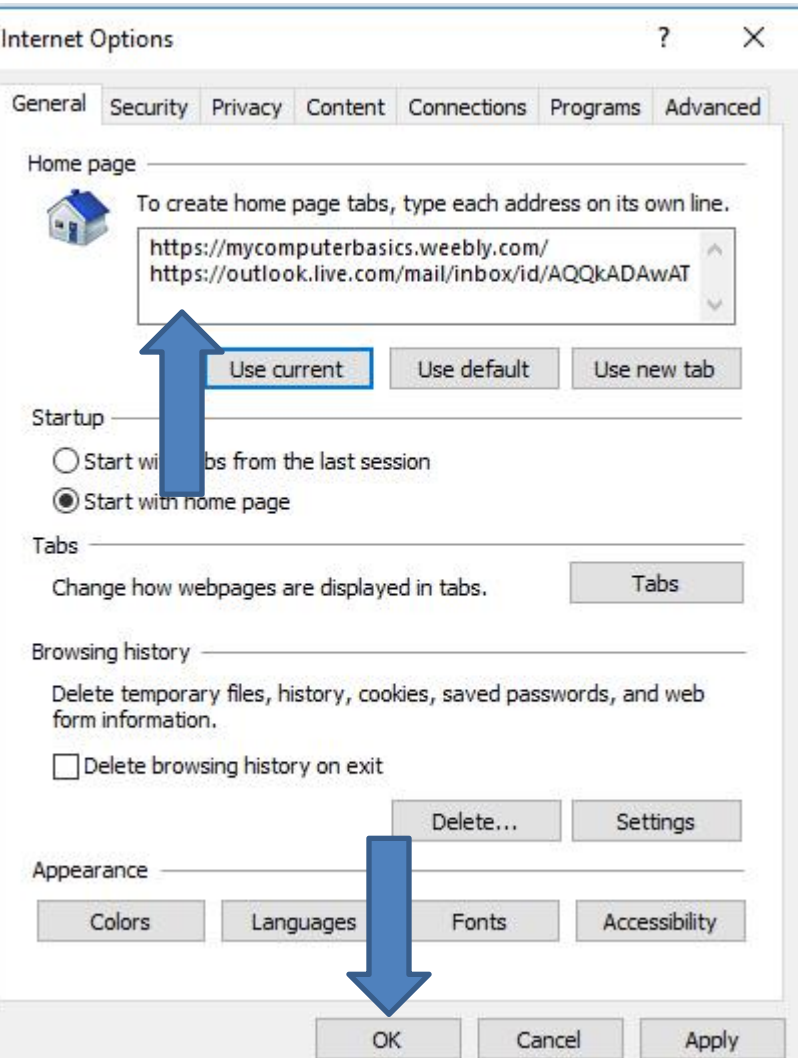 Internet Options ?
General Security Privacy Content Connections Programs Advanced
Home page
To create home page tabs, type each address on its own line.
https://mycomputerbasics.weebly.com/
https://outlook.live.com/mail/inbox/id/AQQkADAwAT
Use current Use default Use new tab
Startup
Start with tabs from the last session
Start with home page
Tabs
Change how webpages are displayed in tabs. Tabs
Browsing history
Delete temporary files, history, cookies, saved passwords, and web
form information.
Delete browsing history on exit
Delete... Settings
Appearance
Colors Languages Fonts Accessibility
OK Cancel Apply